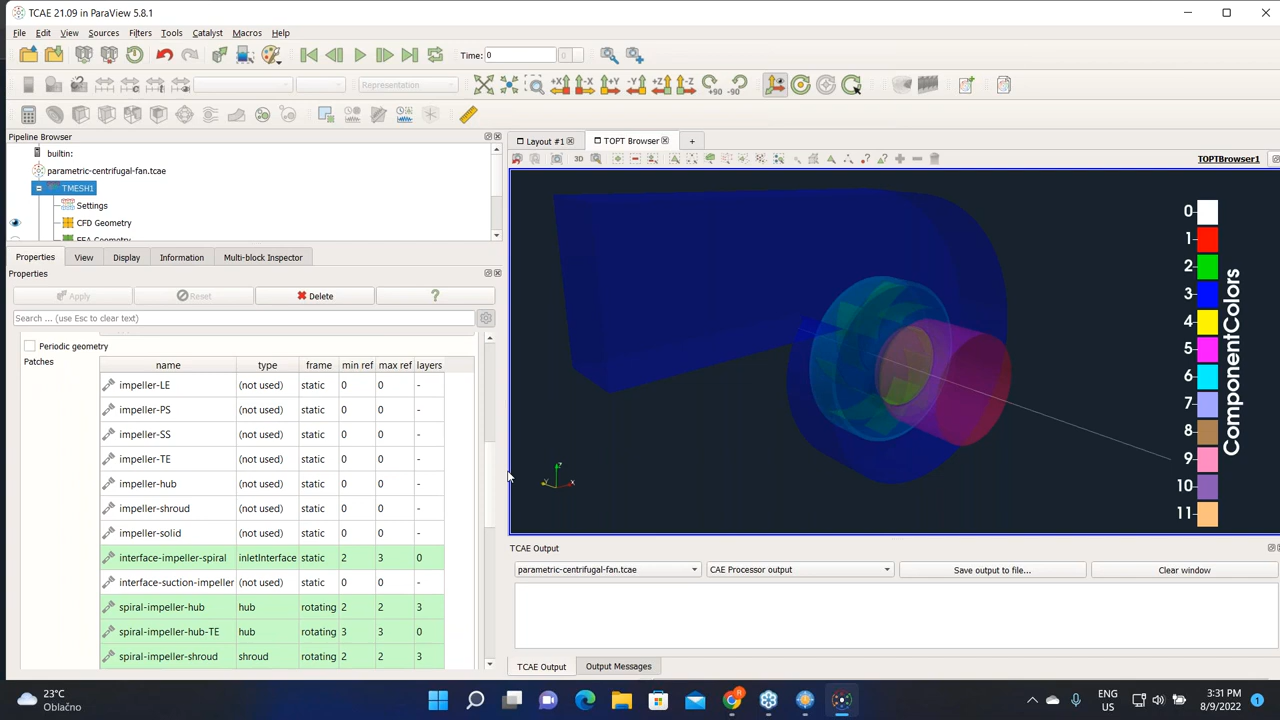 TCAE 21.09 in ParaView 5.8.1
File Edit View Sources Filters Tools Catalyst Macros Help
Time: 0 0
Representation
+X -X +Y -Y +Z -Z +90 -90
Pipeline Browser
builtin:
parametric-centrifugal-fan.tcae
TMESH1
Settings
CFD Geometry
FEA Geometry
Properties View Display Information Multi-block Inspector
Properties
Apply Reset Delete ?
Search ... (use Esc to clear text)
Periodic geometry
Patches
name type frame min ref max ref layers
impeller-LE (not used) static 0 0 -
impeller-PS (not used) static 0 0 -
impeller-SS (not used) static 0 0 -
impeller-TE (not used) static 0 0 -
impeller-hub (not used) static 0 0 -
impeller-shroud (not used) static 0 0 -
impeller-solid (not used) static 0 0 -
interface-impeller-spiral inletInterface static 2 3 0
interface-suction-impeller (not used) static 0 0 -
spiral-impeller-hub hub rotating 2 2 3
spiral-impeller-hub-TE hub rotating 3 3 0
spiral-impeller-shroud shroud rotating 2 2 3
Layout #1 TOPT Browser +
3D
TOPTBrowser1
0
1
2
3
4
5
6
7
8
9
10
11
ComponentColors
Z
Y X
TCAE Output
parametric-centrifugal-fan.tcae CAE Processor output Save output to file... Clear window
TCAE Output Output Messages
23°C
Oblačno
ENG
US
3:31 PM
8/9/2022
1